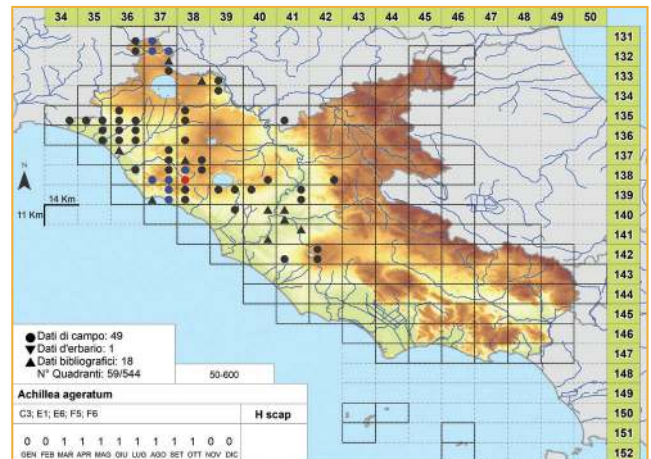 34 35 36 37 38 39 40 41 42 43 44 45 46 47 48 49 50
131
132
133
134
135
136
137
138
139
140
141
142
143
144
145
146
147
148
149
150
151
152
N
14 Km
11 Km
Dati di campo: 49
Dati d'erbario: 1
Dati bibliografici: 18
N° Quadranti: 59/544
50-600
Achillea ageratum
C3; E1; E6; F5; F6
H scap
0 0 1 1 1 1 1 1 1 1 0 0
GEN FEB MAR APR MAG GIU LUG AGO SET OTT NOV DIC